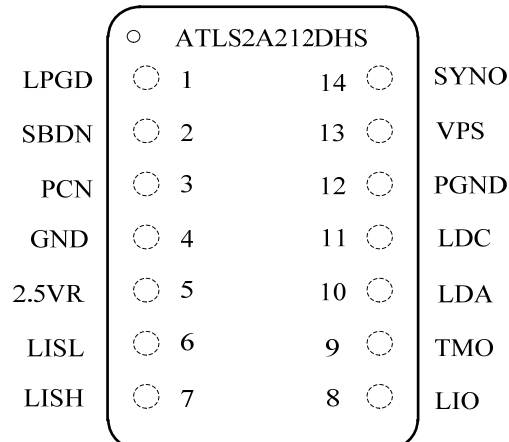 ATLS2A212DHS
LPGD 1 14 SYNO
SBDN 2 13 VPS
PCN 3 12 PGND
GND 4 11 LDC
2.5VR 5 10 LDA
LISL 6 9 TMO
LISH 7 8 LIO